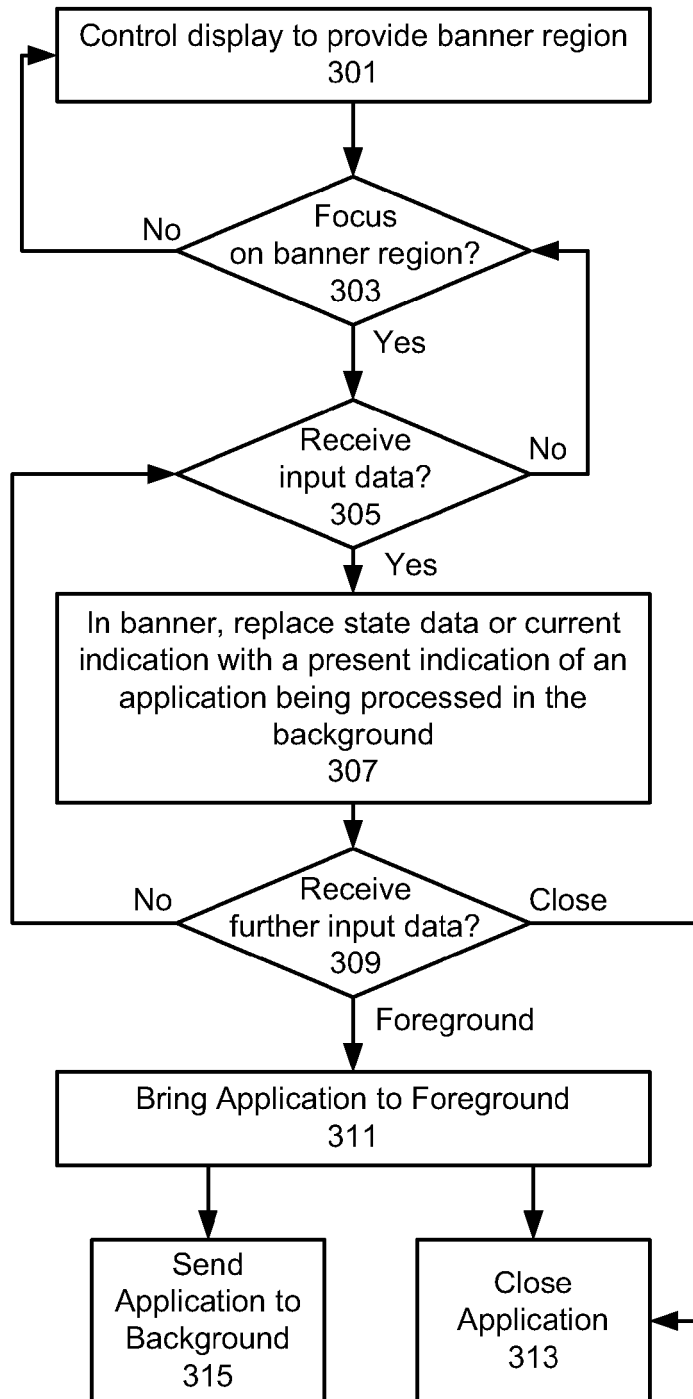 Control display to provide banner region
301
No
Focus
on banner region?
303
Yes
Receive
input data?
305
No
Yes
In banner, replace state data or current
indication with a present indication of an
application being processed in the
background
307
No
Receive
further input data?
309
Close
Foreground
Bring Application to Foreground
311
Send
Application to
Background
315
Close
Application
313